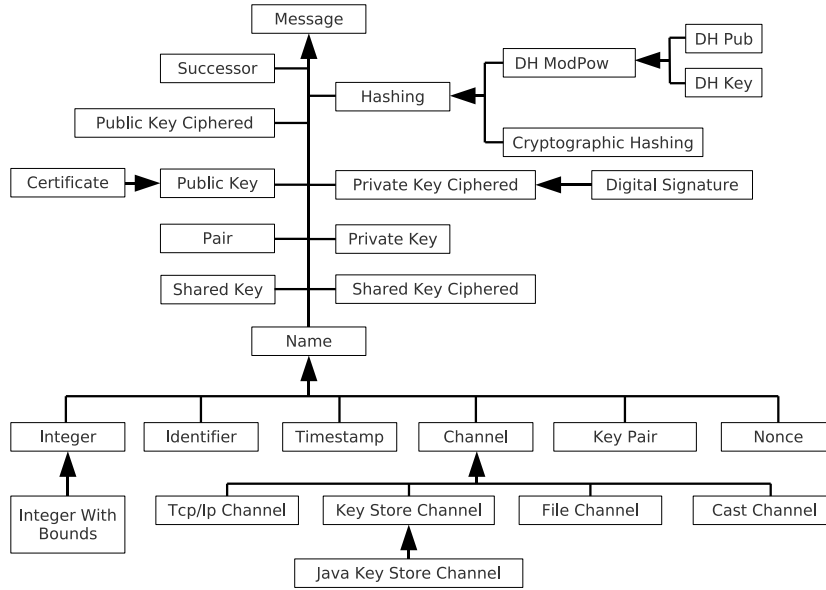 Message
Successor
DH ModPow
DH Pub
DH Key
Hashing
Public Key Ciphered
Cryptographic Hashing
Certificate
Public Key
Private Key Ciphered
Digital Signature
Pair
Private Key
Shared Key
Shared Key Ciphered
Name
Integer
Identifier
Timestamp
Channel
Key Pair
Nonce
Integer With
Bounds
Tcp/Ip Channel
Key Store Channel
File Channel
Cast Channel
Java Key Store Channel